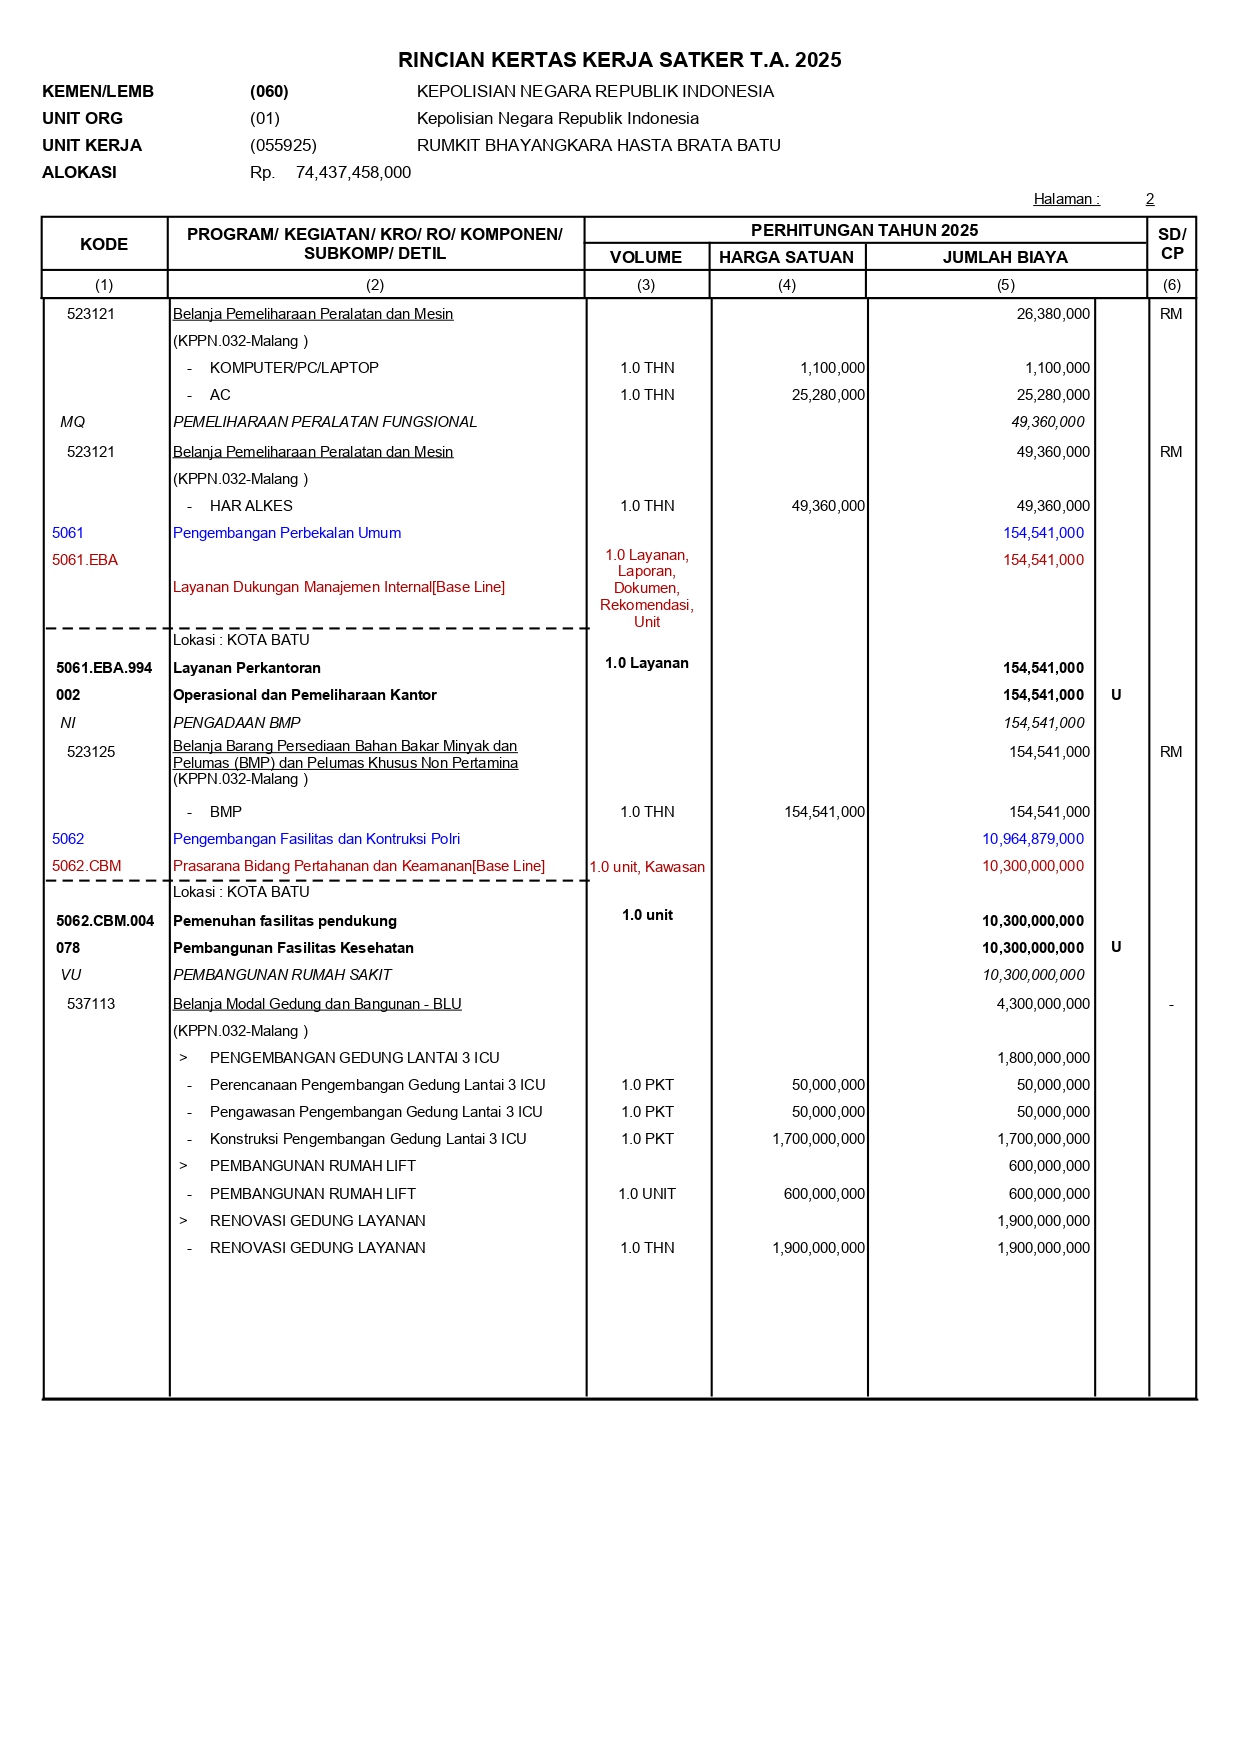 RINCIAN KERTAS KERJA SATKER T.A. 2025
KEMEN/LEMB (060) KEPOLISIAN NEGARA REPUBLIK INDONESIA
UNIT ORG (01) Kepolisian Negara Republik Indonesia
UNIT KERJA (055925) RUMKIT BHAYANGKARA HASTA BRATA BATU
ALOKASI Rp. 74,437,458,000
Halaman : 2
KODE PROGRAM/ KEGIATAN/ KRO/ RO/ KOMPONEN/ SUBKOMP/ DETIL PERHITUNGAN TAHUN 2025 SD/ CP
VOLUME HARGA SATUAN JUMLAH BIAYA
(1) (2) (3) (4) (5) (6)
523121 Belanja Pemeliharaan Peralatan dan Mesin 26,380,000 RM
(KPPN.032-Malang )
- KOMPUTER/PC/LAPTOP 1.0 THN 1,100,000 1,100,000
- AC 1.0 THN 25,280,000 25,280,000
MQ PEMELIHARAAN PERALATAN FUNGSIONAL 49,360,000
523121 Belanja Pemeliharaan Peralatan dan Mesin 49,360,000 RM
(KPPN.032-Malang )
- HAR ALKES 1.0 THN 49,360,000 49,360,000
5061 Pengembangan Perbekalan Umum 154,541,000
5061.EBA 1.0 Layanan, 154,541,000
Laporan,
Layanan Dukungan Manajemen Internal[Base Line] Dokumen,
Rekomendasi,
Unit
Lokasi : KOTA BATU
5061.EBA.994 Layanan Perkantoran 1.0 Layanan 154,541,000
002 Operasional dan Pemeliharaan Kantor 154,541,000 U
NI PENGADAAN BMP 154,541,000
523125 Belanja Barang Persediaan Bahan Bakar Minyak dan 154,541,000 RM
Pelumas (BMP) dan Pelumas Khusus Non Pertamina
(KPPN.032-Malang )
- BMP 1.0 THN 154,541,000 154,541,000
5062 Pengembangan Fasilitas dan Kontruksi Polri 10,964,879,000
5062.CBM Prasarana Bidang Pertahanan dan Keamanan[Base Line] 1.0 unit, Kawasan 10,300,000,000
Lokasi : KOTA BATU
5062.CBM.004 Pemenuhan fasilitas pendukung 1.0 unit 10,300,000,000
078 Pembangunan Fasilitas Kesehatan 10,300,000,000 U
VU PEMBANGUNAN RUMAH SAKIT 10,300,000,000
537113 Belanja Modal Gedung dan Bangunan - BLU 4,300,000,000 -
(KPPN.032-Malang )
> PENGEMBANGAN GEDUNG LANTAI 3 ICU 1,800,000,000
- Perencanaan Pengembangan Gedung Lantai 3 ICU 1.0 PKT 50,000,000 50,000,000
- Pengawasan Pengembangan Gedung Lantai 3 ICU 1.0 PKT 50,000,000 50,000,000
- Konstruksi Pengembangan Gedung Lantai 3 ICU 1.0 PKT 1,700,000,000 1,700,000,000
> PEMBANGUNAN RUMAH LIFT 600,000,000
- PEMBANGUNAN RUMAH LIFT 1.0 UNIT 600,000,000 600,000,000
> RENOVASI GEDUNG LAYANAN 1,900,000,000
- RENOVASI GEDUNG LAYANAN 1.0 THN 1,900,000,000 1,900,000,000